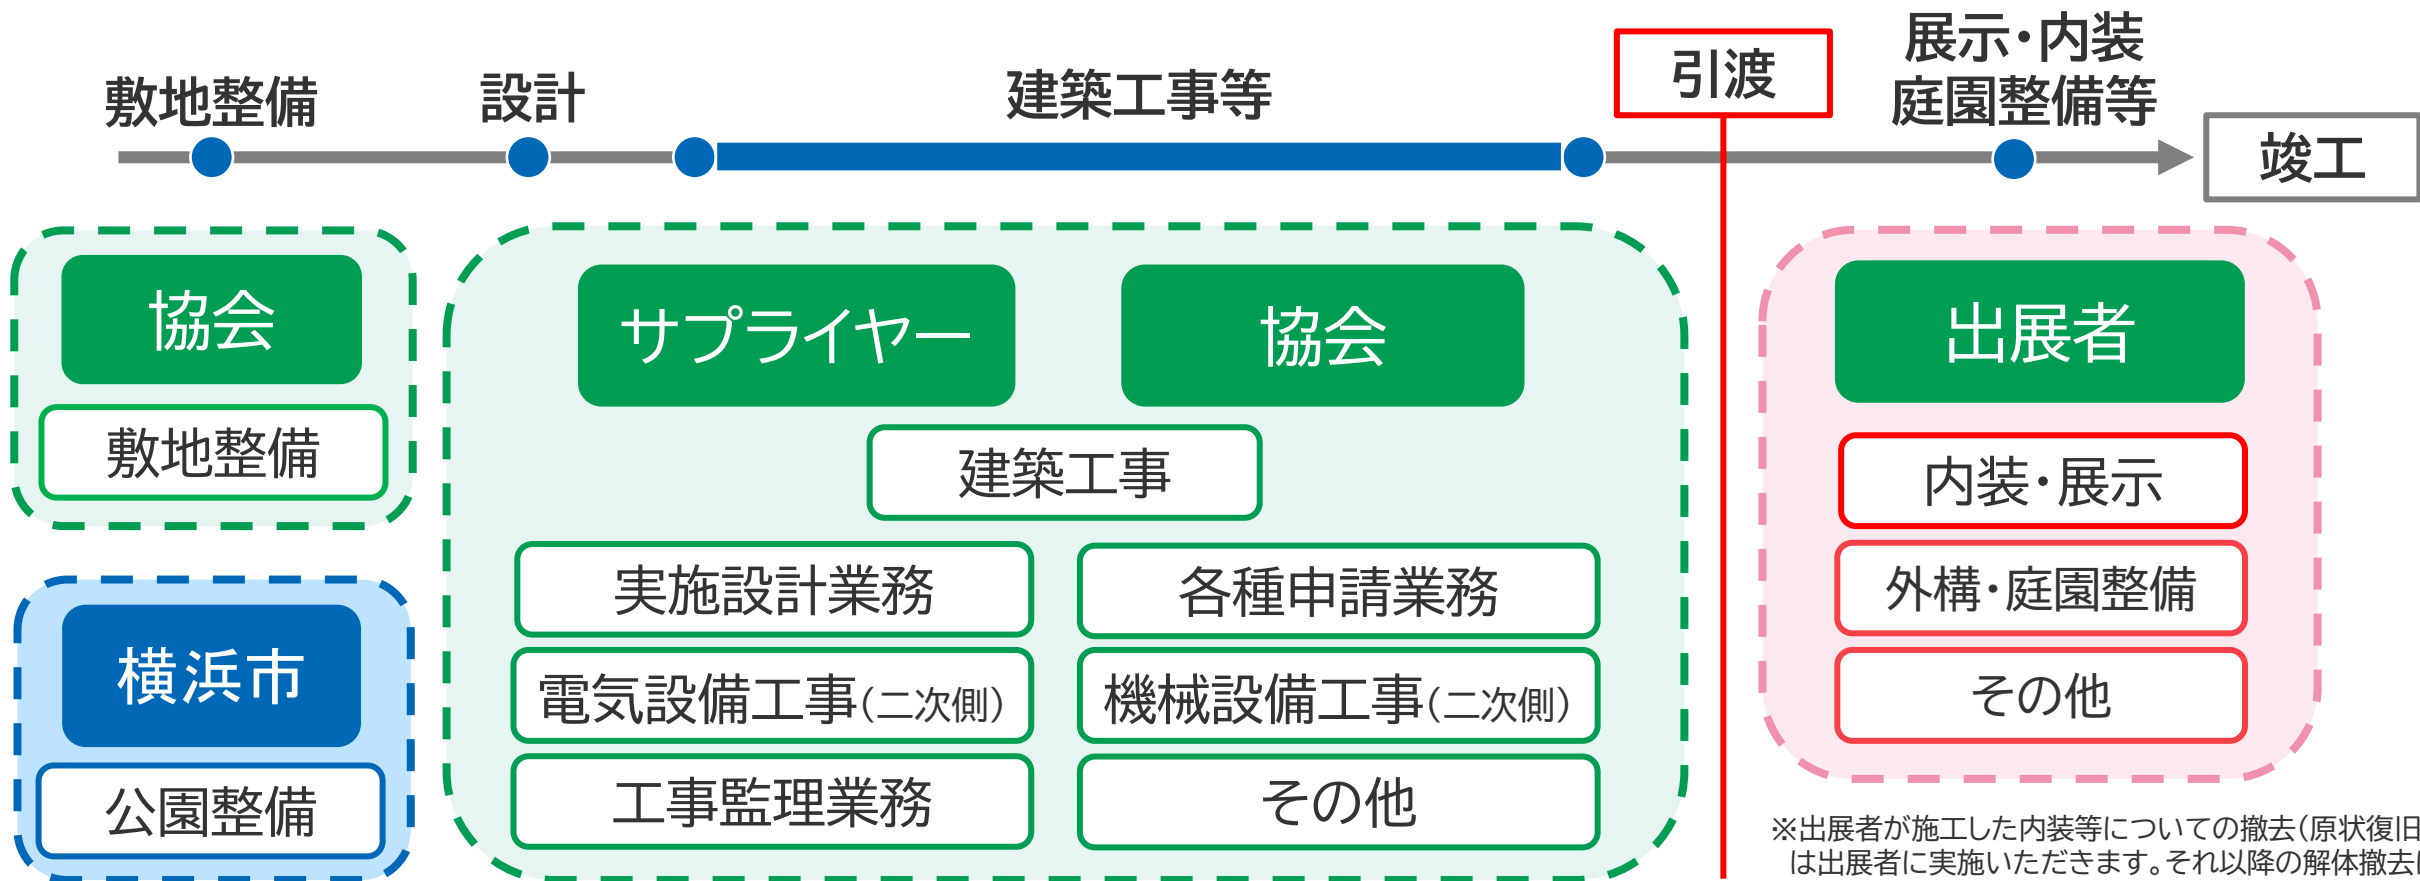 敷地整備
設計
建築工事等
引渡
展示・内装
庭園整備等
竣工
協会
敷地整備
横浜市
公園整備
サプライヤー
協会
建築工事
実施設計業務
各種申請業務
電気設備工事（二次側）
機械設備工事（二次側）
工事監理業務
その他
出展者
内装・展示
外構・庭園整備
その他
※出展者が施工した内装等についての撤去（原状復旧
は出展者に実施いただきます。それ以降の解体撤去